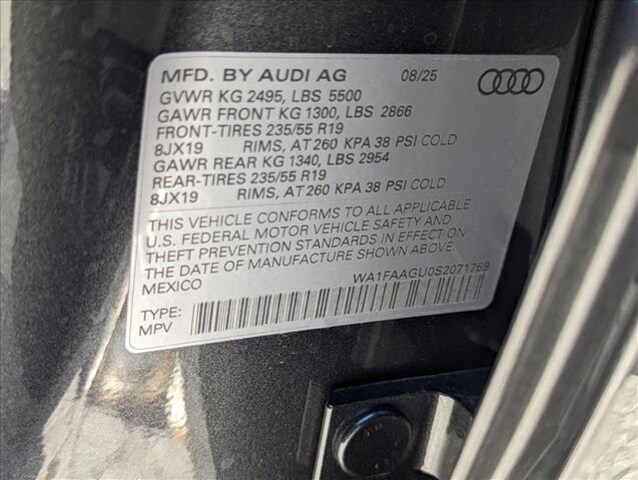 MFD. BY AUDI AG 08/25
GVWR KG 2495, LBS 5500
GAWR FRONT KG 1300, LBS 2866
FRONT-TIRES 235/55 R19
8JX19 RIMS, AT 260 KPA 38 PSI COLD
GAWR REAR KG 1340, LBS 2954
REAR-TIRES 235/55 R19
8JX19 RIMS, AT 260 KPA 38 PSI COLD
THIS VEHICLE CONFORMS TO ALL APPLICABLE
U.S. FEDERAL MOTOR VEHICLE SAFETY AND
THEFT PREVENTION STANDARDS IN EFFECT ON
THE DATE OF MANUFACTURE SHOWN ABOVE
MEXICO WA1FAAGU0S2071769
TYPE:
MPV